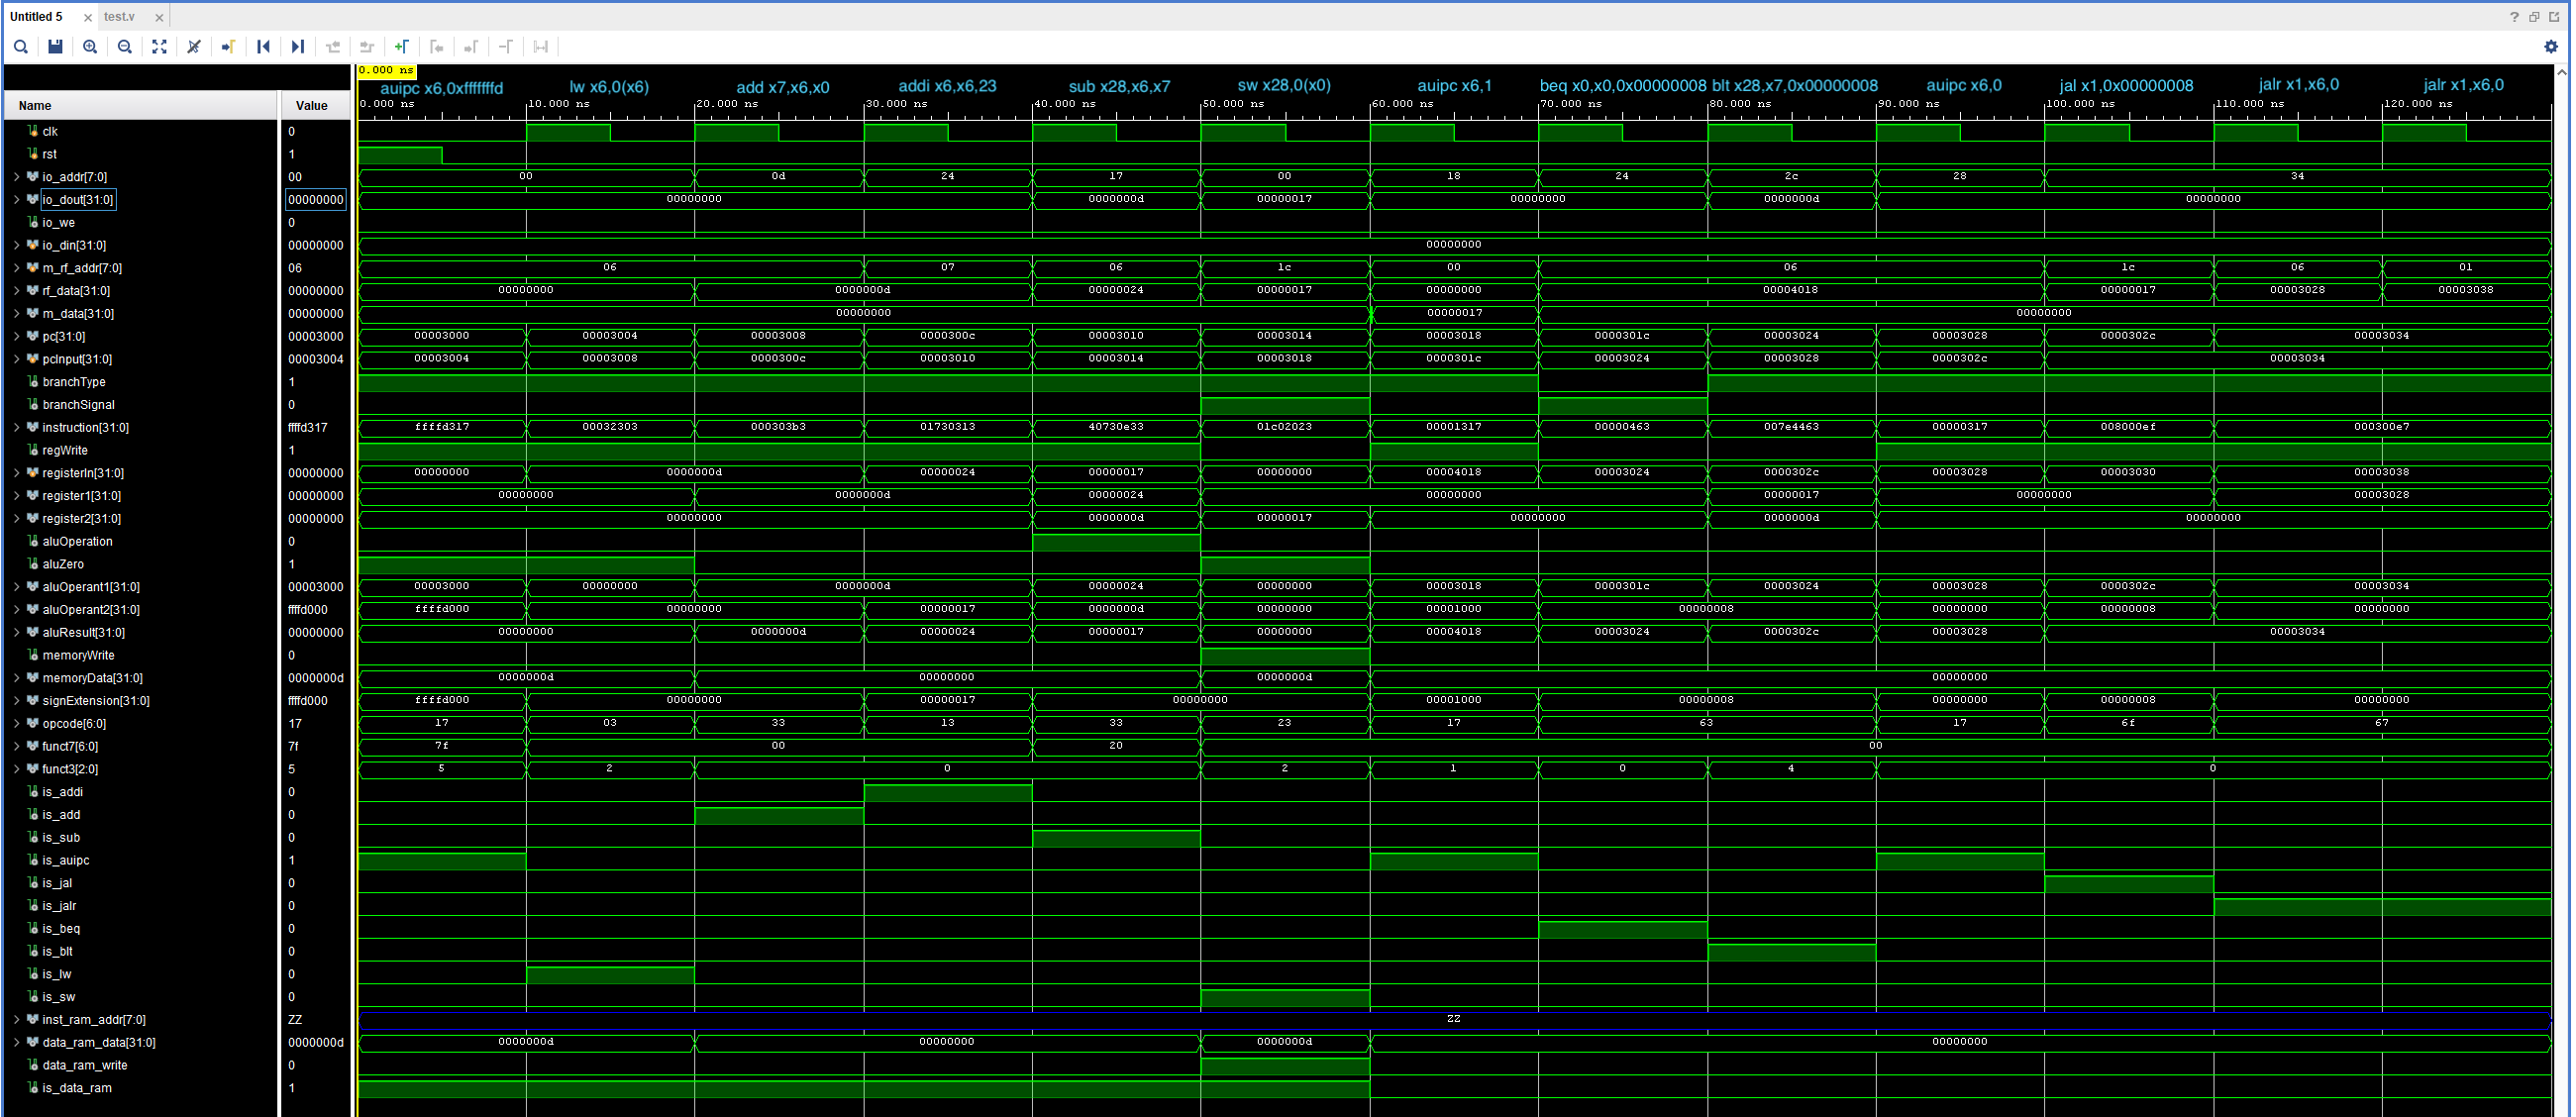 Untitled 5 × test.v ×
0.000 ns
auipc x6,0xfffffffd lw x6,0(x6) add x7,x6,x0 addi x6,x6,23 sub x28,x6,x7 sw x28,0(x0) auipc x6,1 beq x0,x0,0x00000008 blt x28,x7,0x00000008 auipc x6,0 jal x1,0x00000008 jalr x1,x6,0 jalr x1,x6,0
Name Value 0.000 ns 10.000 ns 20.000 ns 30.000 ns 40.000 ns 50.000 ns 60.000 ns 70.000 ns 80.000 ns 90.000 ns 100.000 ns 110.000 ns 120.000 ns
clk 0
rst 1
io_addr[7:0] 00 00 0d 24 17 00 18 24 2c 28 34
io_dout[31:0] 00000000 00000000 0000000d 00000017 00000000 0000000d 00000000
io_we 0
io_din[31:0] 00000000 00000000
m_rf_addr[7:0] 06 06 07 06 1c 00 06 1c 06 01
rf_data[31:0] 00000000 00000000 0000000d 00000024 00000017 00000000 00004018 00000017 00003028 00003038
m_data[31:0] 00000000 00000000 00000017 00000000
pc[31:0] 00003000 00003000 00003004 00003008 0000300c 00003010 00003014 00003018 0000301c 00003024 00003028 0000302c 00003034
pcInput[31:0] 00003004 00003004 00003008 0000300c 00003010 00003014 00003018 0000301c 00003024 00003028 0000302c 00003034
branchType 1
branchSignal 0
instruction[31:0] ffffd317 ffffd317 00032303 000303b3 01730313 40730e33 01c02023 00001317 00000463 007e4463 00000317 008000ef 000300e7
regWrite 1
registerIn[31:0] 00000000 00000000 0000000d 00000024 00000017 00000000 00004018 00003024 0000302c 00003028 00003030 00003038
register1[31:0] 00000000 00000000 0000000d 00000024 00000000 00000017 00000000 00003028
register2[31:0] 00000000 00000000 0000000d 00000017 00000000 0000000d 00000000
aluOperation 0
aluZero 1
aluOperant1[31:0] 00003000 00003000 00000000 0000000d 00000024 00000000 00003018 0000301c 00003024 00003028 0000302c 00003034
aluOperant2[31:0] ffffd000 ffffd000 00000000 00000017 0000000d 00000000 00001000 00000008 00000000 00000008 00000000
aluResult[31:0] 00000000 00000000 0000000d 00000024 00000017 00000000 00004018 00003024 0000302c 00003028 00003034
memoryWrite 0
memoryData[31:0] 0000000d 0000000d 00000000 0000000d 00000000
signExtension[31:0] ffffd000 ffffd000 00000000 00000017 00000000 00001000 00000008 00000000 00000008 00000000
opcode[6:0] 17 17 03 33 13 33 23 17 63 17 6f 67
funct7[6:0] 7f 7f 00 20 00
funct3[2:0] 5 5 2 0 2 1 0 4 0
is_addi 0
is_add 0
is_sub 0
is_auipc 1
is_jal 0
is_jalr 0
is_beq 0
is_blt 0
is_lw 0
is_sw 0
inst_ram_addr[7:0] ZZ ZZ
data_ram_data[31:0] 0000000d 0000000d 00000000 0000000d 00000000
data_ram_write 0
is_data_ram 1